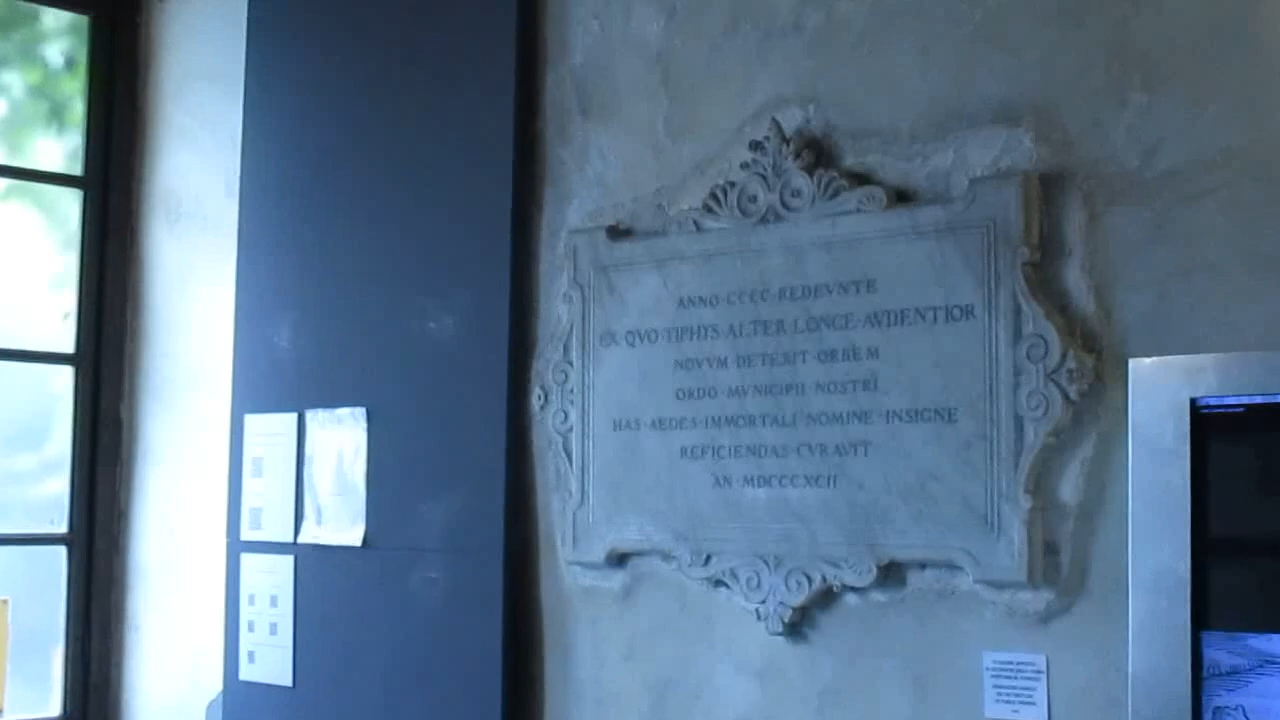 ANNO·CCCC·REDEVNTE
EX·QVO·TIPHYS·ALTER·LONGE·AVDENTIOR
NOVVM·DETEXIT·ORBEM
ORDO·MVNICIPII·NOSTRI
HAS·AEDES·IMMORTALI·NOMINE·INSIGNE
REFICIENDAS·CVRAVIT
AN·MDCCCXCII